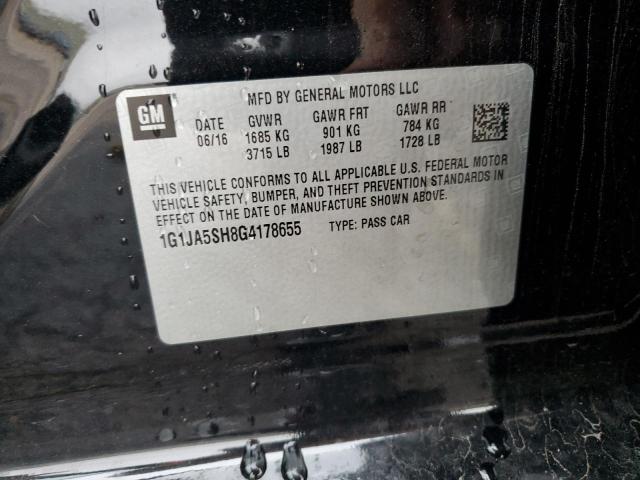 GM
MFD BY GENERAL MOTORS LLC
DATE GVWR GAWR FRT GAWR RR
06/16 1685 KG 901 KG 784 KG
3715 LB 1987 LB 1728 LB
THIS VEHICLE CONFORMS TO ALL APPLICABLE U.S. FEDERAL MOTOR
VEHICLE SAFETY, BUMPER, AND THEFT PREVENTION STANDARDS IN
EFFECT ON THE DATE OF MANUFACTURE SHOWN ABOVE.
1G1JA5SH8G4178655 TYPE: PASS CAR